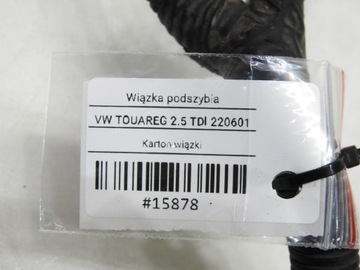 Wiązka podszybia
VW TOUAREG 2.5 TDI 220601
Karton wiązki
#15878